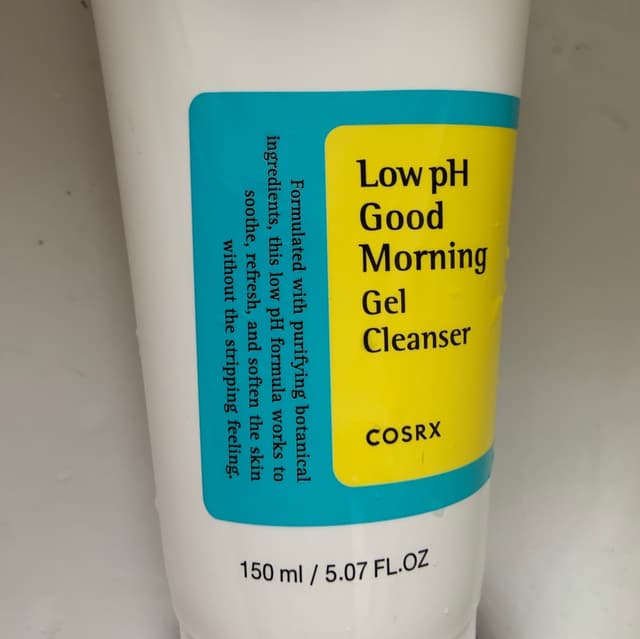 Low pH
Good
Morning
Gel
Cleanser
COSRX
Formulated with purifying botanical
ingredients, this low pH formula works to
soothe, refresh, and soften the skin
without the stripping feeling.
150 ml / 5.07 FL.OZ